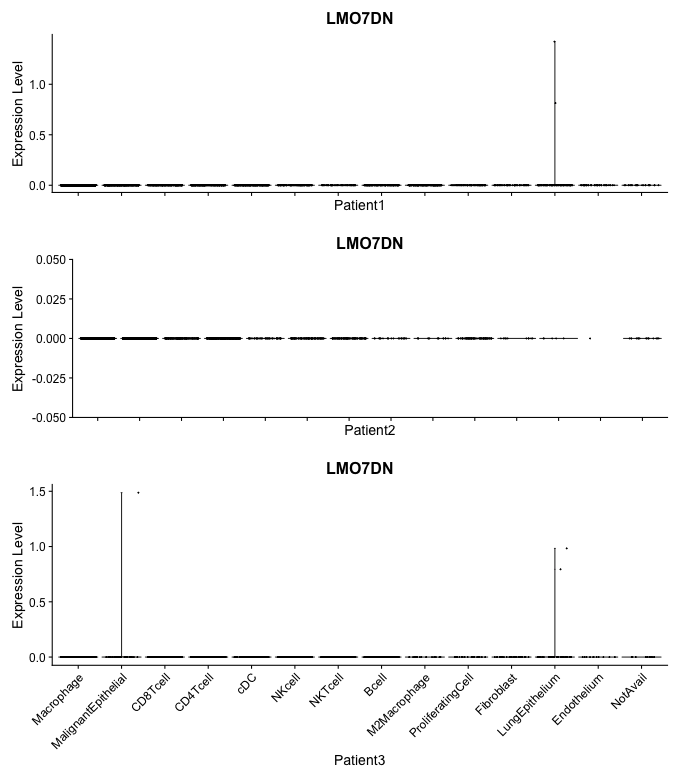 LMO7DN
Expression Level
1.0
0.5
0.0
Patient1
LMO7DN
Expression Level
0.050
0.025
0.000
-0.025
-0.050
Patient2
LMO7DN
Expression Level
1.5
1.0
0.5
0.0
Macrophage
MalignantEpithelial
CD8Tcell
CD4Tcell
cDC
NKcell
NKTcell
Bcell
M2Macrophage
ProliferatingCell
Fibroblast
LungEpithelium
Endothelium
NotAvail
Patient3